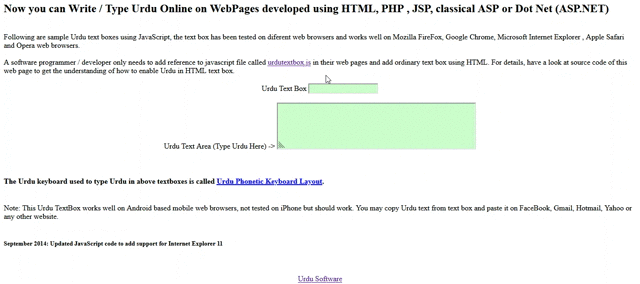 Now you can Write / Type Urdu Online on WebPages developed using HTML, PHP , JSP, classical ASP or Dot Net (ASP.NET)
Following are sample Urdu text boxes using JavaScript, the text box has been tested on diferent web browsers and works well on Mozilla FireFox, Google Chrome, Microsoft Internet Explorer , Apple Safari
and Opera web browsers.
A software programmer / developer only needs to add reference to javascript file called urdutextbox.js in their web pages and add ordinary text box using HTML. For details, have a look at source code of this
web page to get the understanding of how to enable Urdu in HTML text box.
Urdu Text Box
Urdu Text Area (Type Urdu Here) ->
The Urdu keyboard used to type Urdu in above textboxes is called Urdu Phonetic Keyboard Layout.
Note: This Urdu TextBox works well on Android based mobile web browsers, not tested on iPhone but should work. You may copy Urdu text from text box and paste it on FaceBook, Gmail, Hotmail, Yahoo or
any other website.
September 2014: Updated JavaScript code to add support for Internet Explorer 11
Urdu Software